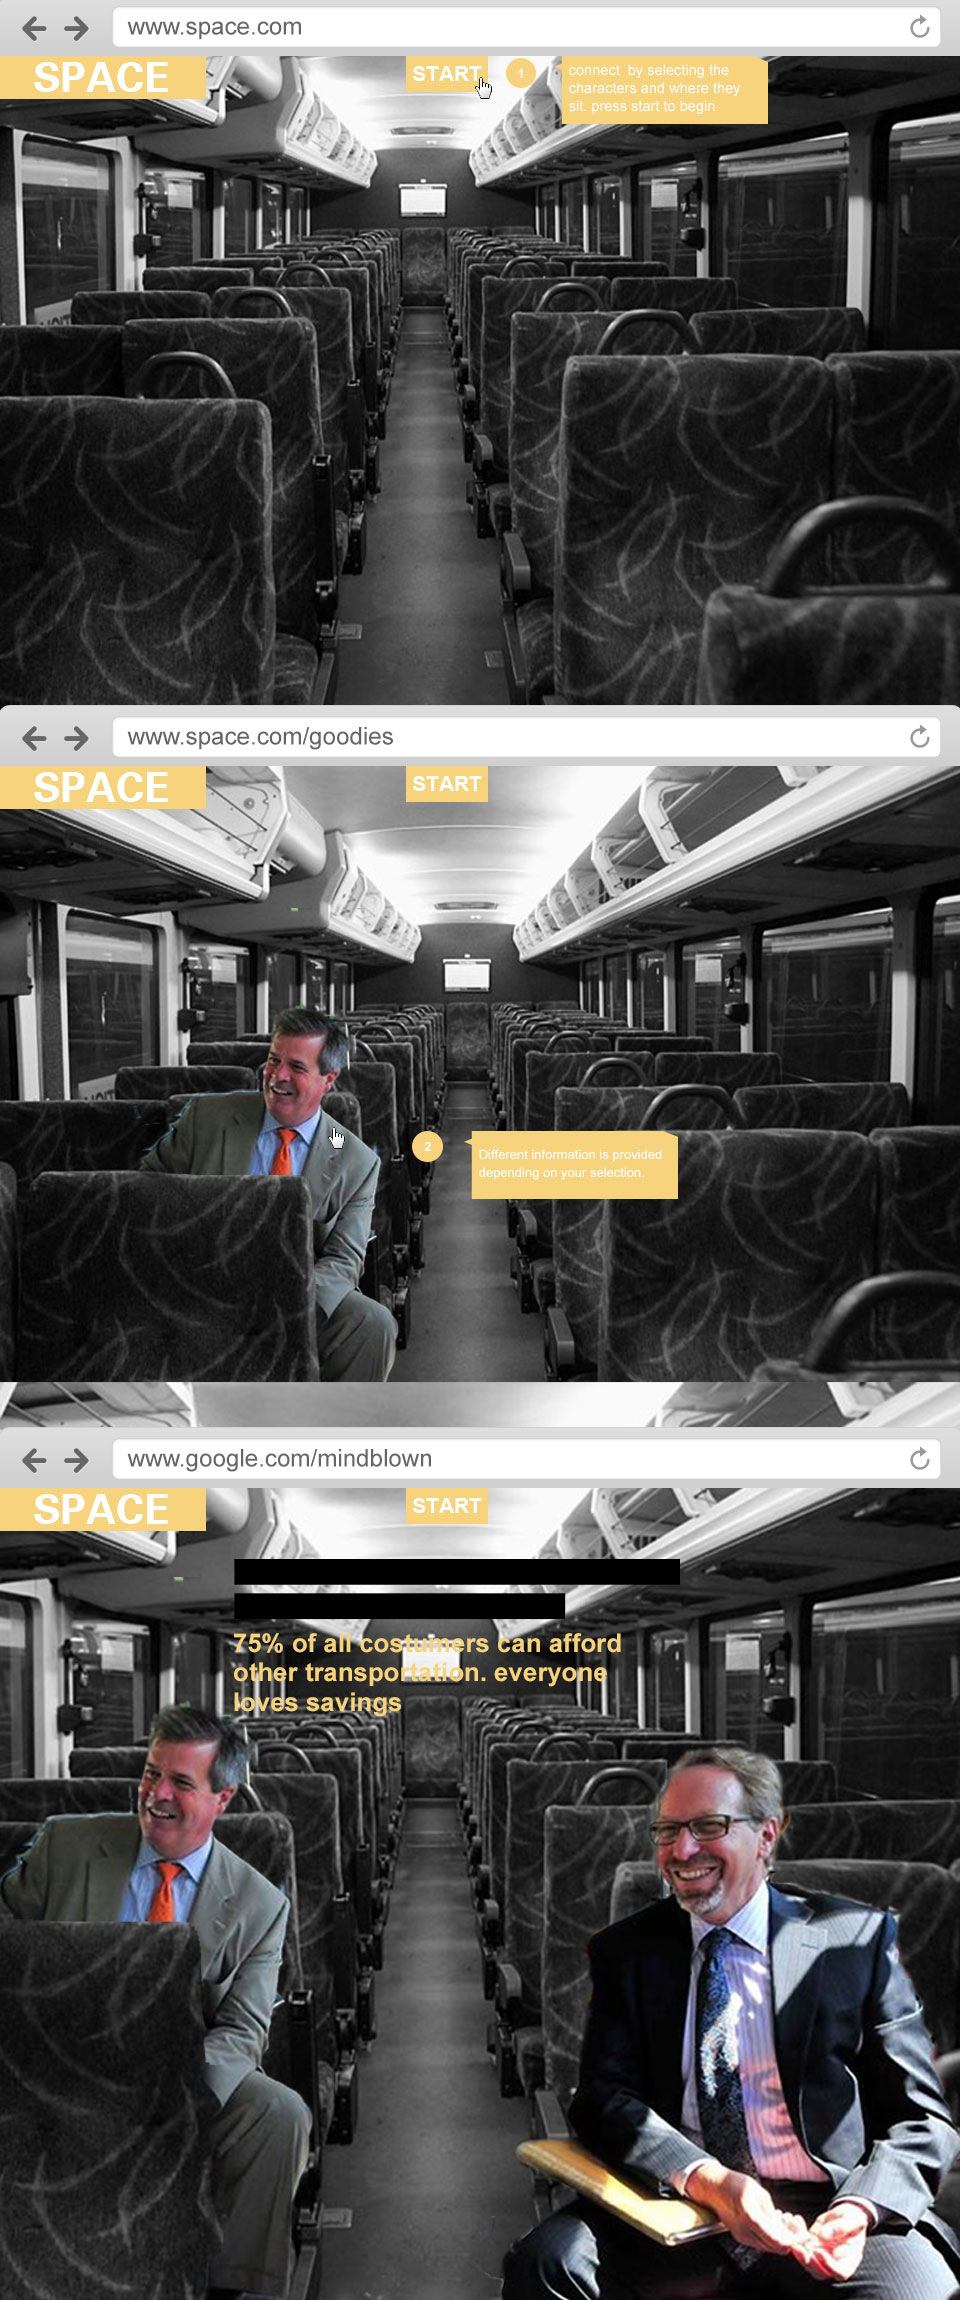 www.space.com
SPACE
START
1
connect by selecting the
characters and where they
sit. press start to begin.
www.space.com/goodies
SPACE
START
2
Different information is provided
depending on your selection.
www.google.com/mindblown
SPACE
START
75% of all costumers can afford
other transportation. everyone
loves savings